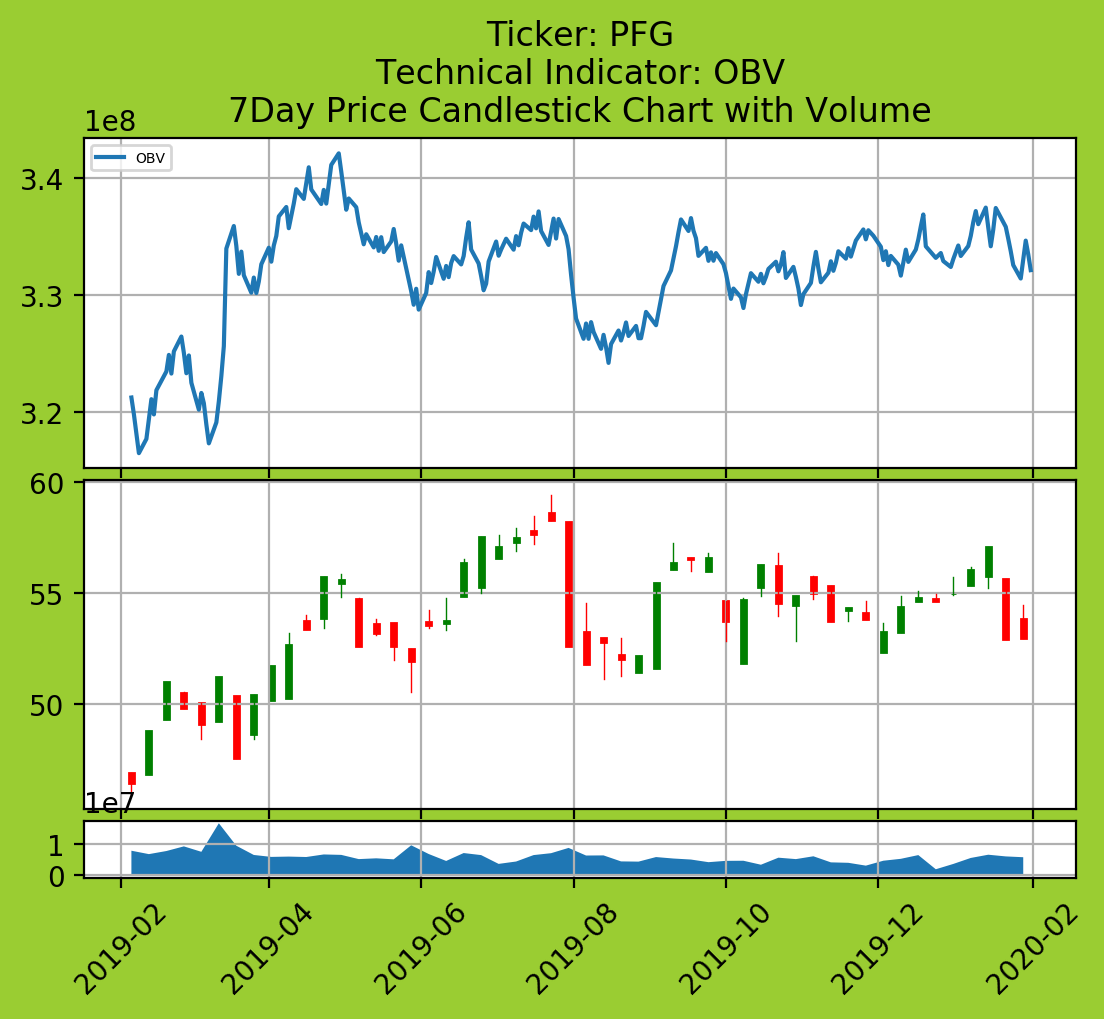 Ticker: PFG
Technical Indicator: OBV
7Day Price Candlestick Chart with Volume
1e8
OBV
3.4
3.3
3.2
60
55
50
1e7
1
0
2019-02
2019-04
2019-06
2019-08
2019-10
2019-12
2020-02